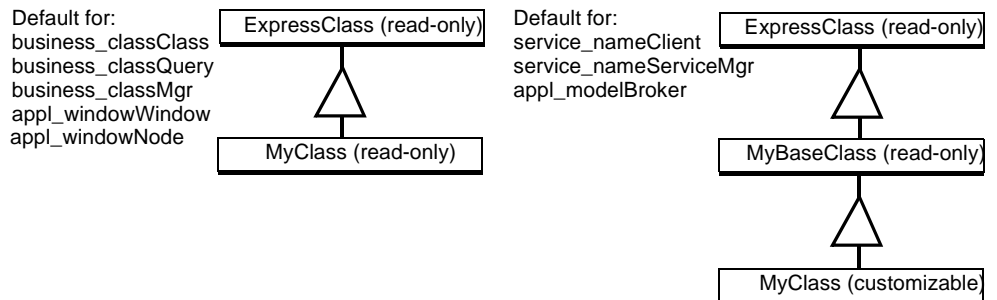 Default for:
business_classClass
business_classQuery
business_classMgr
appl_windowWindow
appl_windowNode
ExpressClass (read-only)
MyClass (read-only)
Default for:
service_nameClient
service_nameServiceMgr
appl_modelBroker
ExpressClass (read-only)
MyBaseClass (read-only)
MyClass (customizable)